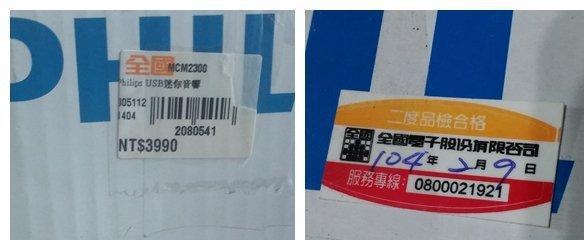 PHIL
全國 MCM2300
Philips USB迷你音響
005112
1404
2080541
NT$3990
二度品檢合格
全國
全國電子股份有限公司
104年2月9日
服務專線: 0800021921